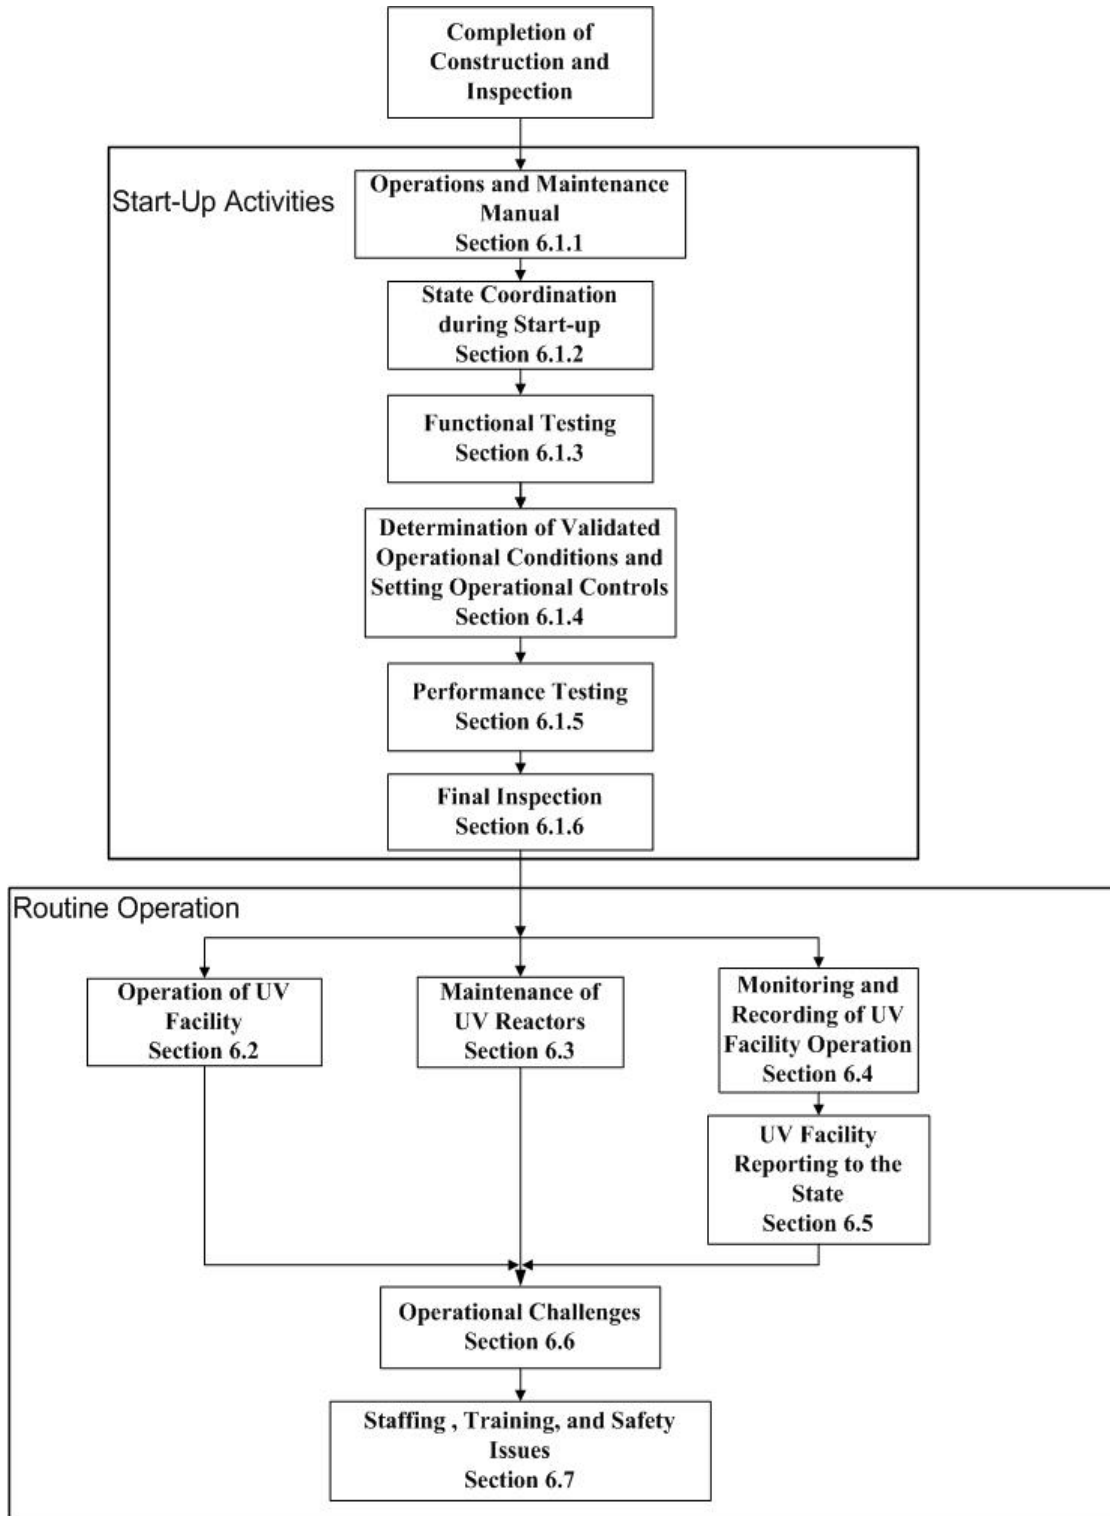 Completion of
Construction and
Inspection
Start-Up Activities
Operations and Maintenance
Manual
Section 6.1.1
State Coordination
during Start-up
Section 6.1.2
Functional Testing
Section 6.1.3
Determination of Validated
Operational Conditions and
Setting Operational Controls
Section 6.1.4
Performance Testing
Section 6.1.5
Final Inspection
Section 6.1.6
Routine Operation
Operation of UV
Facility
Section 6.2
Maintenance of
UV Reactors
Section 6.3
Monitoring and
Recording of UV
Facility Operation
Section 6.4
UV Facility
Reporting to the
State
Section 6.5
Operational Challenges
Section 6.6
Staffing , Training, and Safety
Issues
Section 6.7